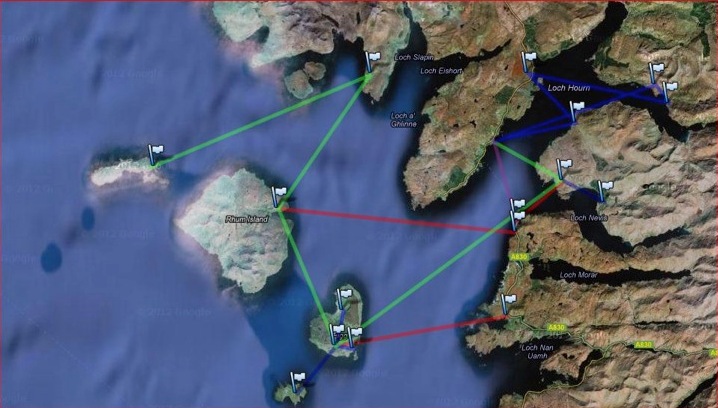 Loch Slapin
Loch Eishort
Loch Hourn
Loch a'
Ghlinne
Rhum Island
Loch Nevis
A830
Loch Morar
A830
A830
Loch Nan
Uamh